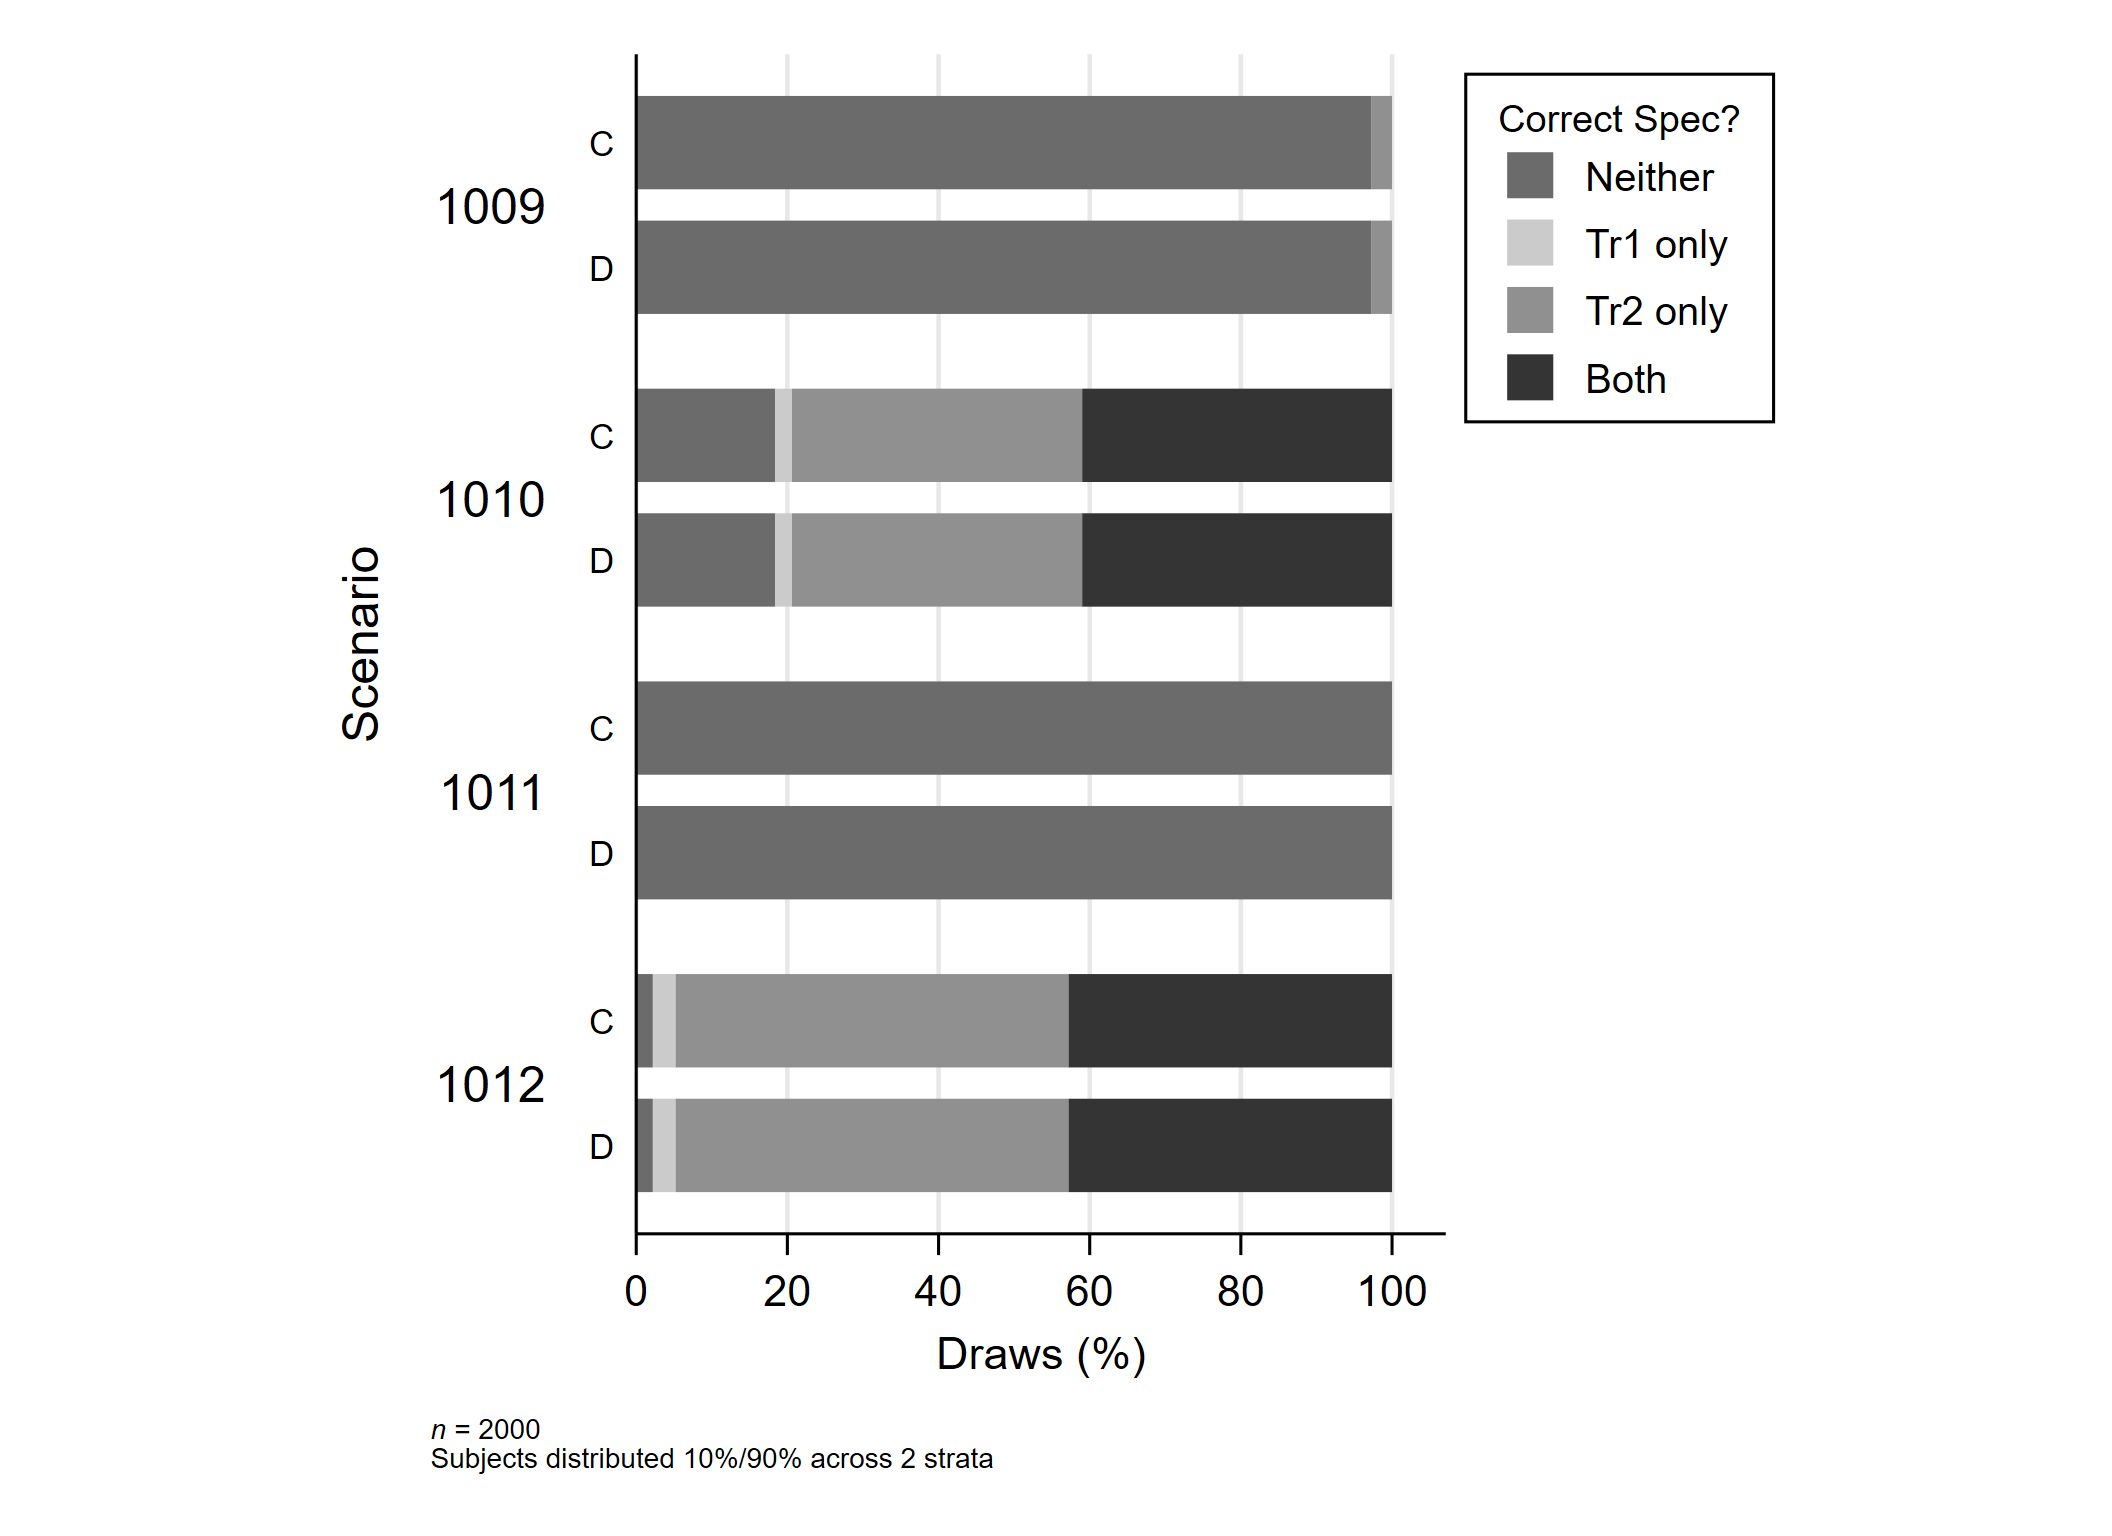 Correct Spec?
Neither
Tr1 only
Tr2 only
Both
Scenario
1009
C
D
1010
C
D
1011
C
D
1012
C
D
0 20 40 60 80 100
Draws (%)
n = 2000
Subjects distributed 10%/90% across 2 strata